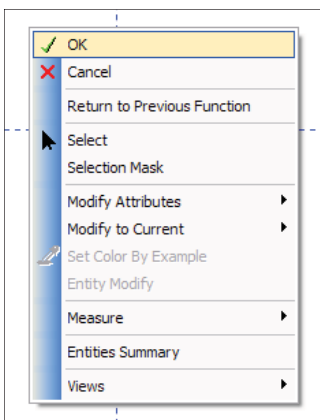 OK
Cancel
Return to Previous Function
Select
Selection Mask
Modify Attributes
Modify to Current
Set Color By Example
Entity Modify
Measure
Entities Summary
Views